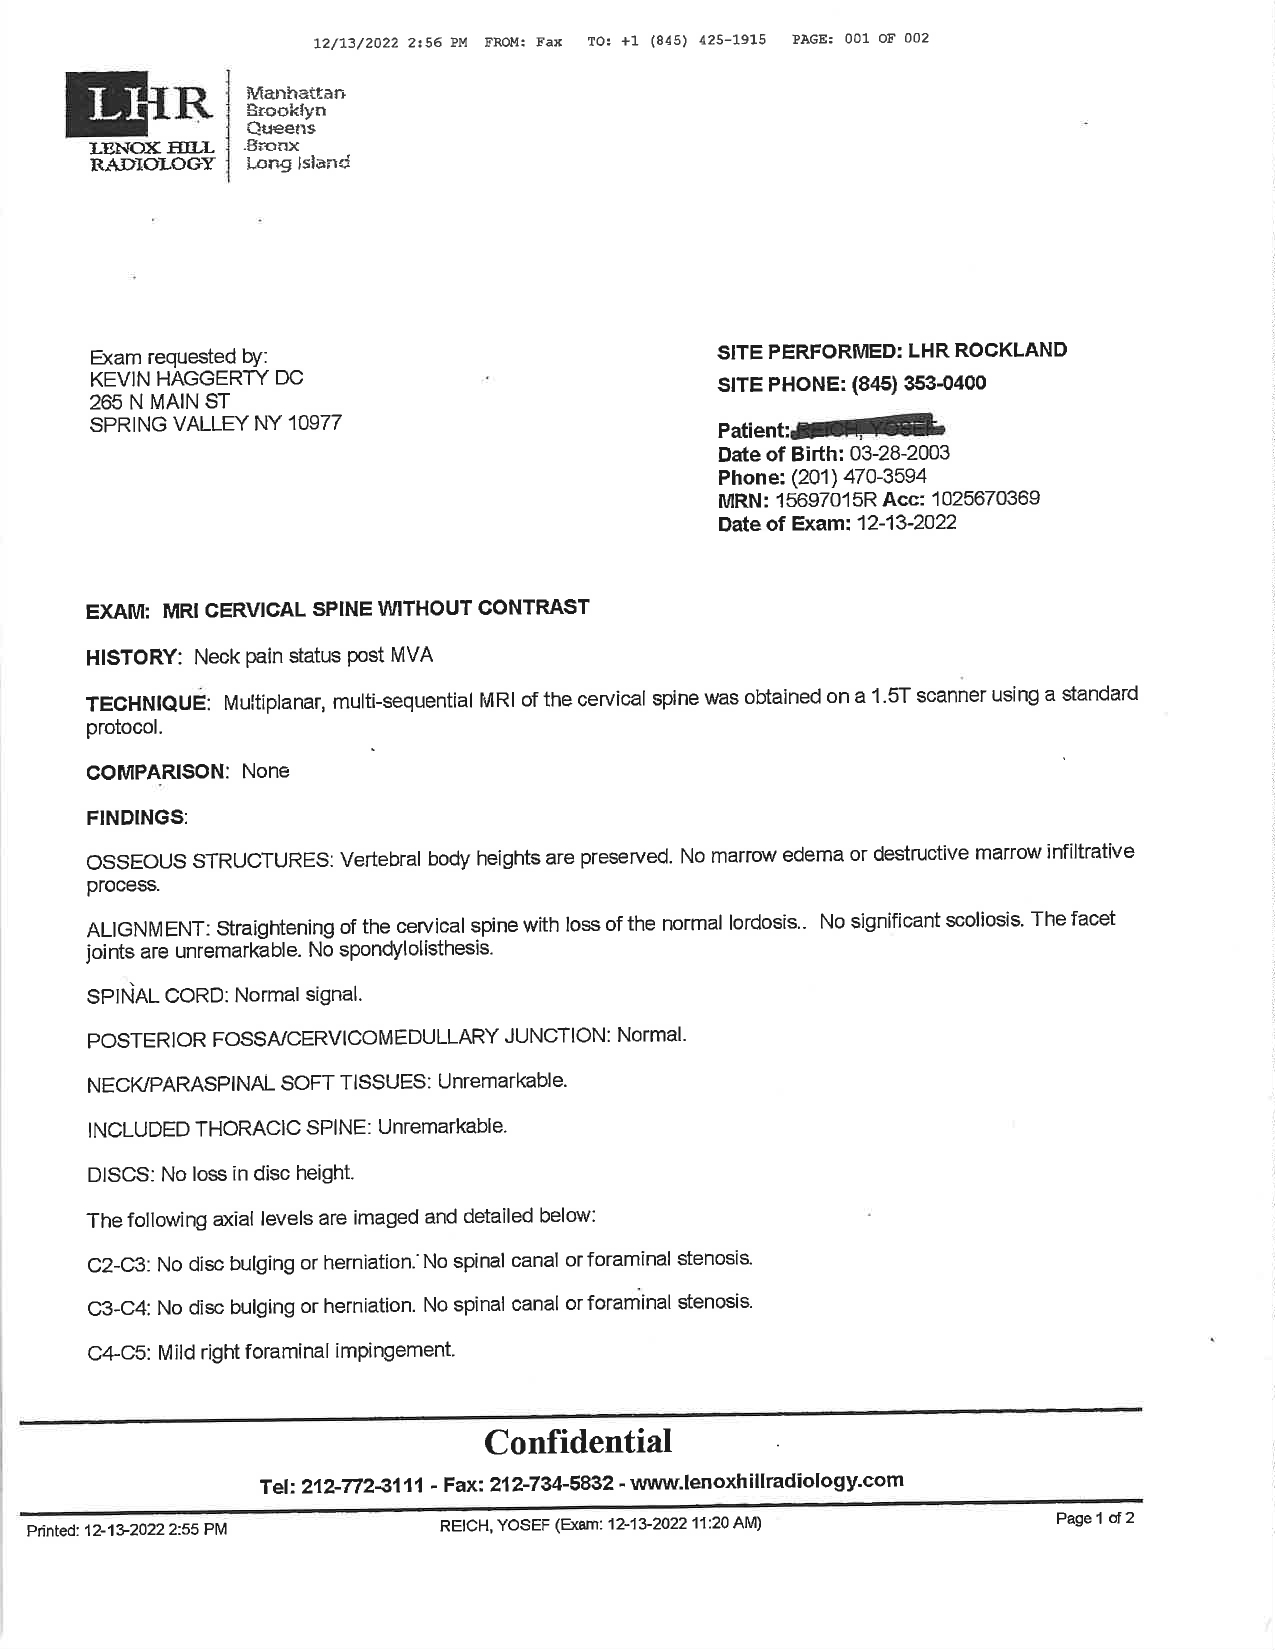 12/13/2022 2:56 PM FROM: Fax TO: +1 (845) 425-1915 PAGE: 001 OF 002
LHR
LENOX HILL
RADIOLOGY
Manhattan
Brooklyn
Queens
Bronx
Long Island
Exam requested by:
KEVIN HAGGERTY DC
265 N MAIN ST
SPRING VALLEY NY 10977
SITE PERFORMED: LHR ROCKLAND
SITE PHONE: (845) 353-0400
Patient:
Date of Birth: 03-28-2003
Phone: (201) 470-3594
MRN: 15697015R Acc: 1025670369
Date of Exam: 12-13-2022
EXAM: MRI CERVICAL SPINE WITHOUT CONTRAST
HISTORY: Neck pain status post MVA
TECHNIQUE: Multiplanar, multi-sequential MRI of the cervical spine was obtained on a 1.5T scanner using a standard
protocol.
COMPARISON: None
FINDINGS:
OSSEOUS STRUCTURES: Vertebral body heights are preserved. No marrow edema or destructive marrow infiltrative
process.
ALIGNMENT: Straightening of the cervical spine with loss of the normal lordosis.. No significant scoliosis. The facet
joints are unremarkable. No spondylolisthesis.
SPINAL CORD: Normal signal.
POSTERIOR FOSSA/CERVICOMEDULLARY JUNCTION: Normal.
NECK/PARASPINAL SOFT TISSUES: Unremarkable.
INCLUDED THORACIC SPINE: Unremarkable.
DISCS: No loss in disc height.
The following axial levels are imaged and detailed below:
C2-C3: No disc bulging or herniation. No spinal canal or foraminal stenosis.
C3-C4: No disc bulging or herniation. No spinal canal or foraminal stenosis.
C4-C5: Mild right foraminal impingement.
Confidential
Tel: 212-772-3111 - Fax: 212-734-5832 - www.lenoxhillradiology.com
Printed: 12-13-2022 2:55 PM
REICH, YOSEF (Exam: 12-13-2022 11:20 AM)
Page 1 of 2